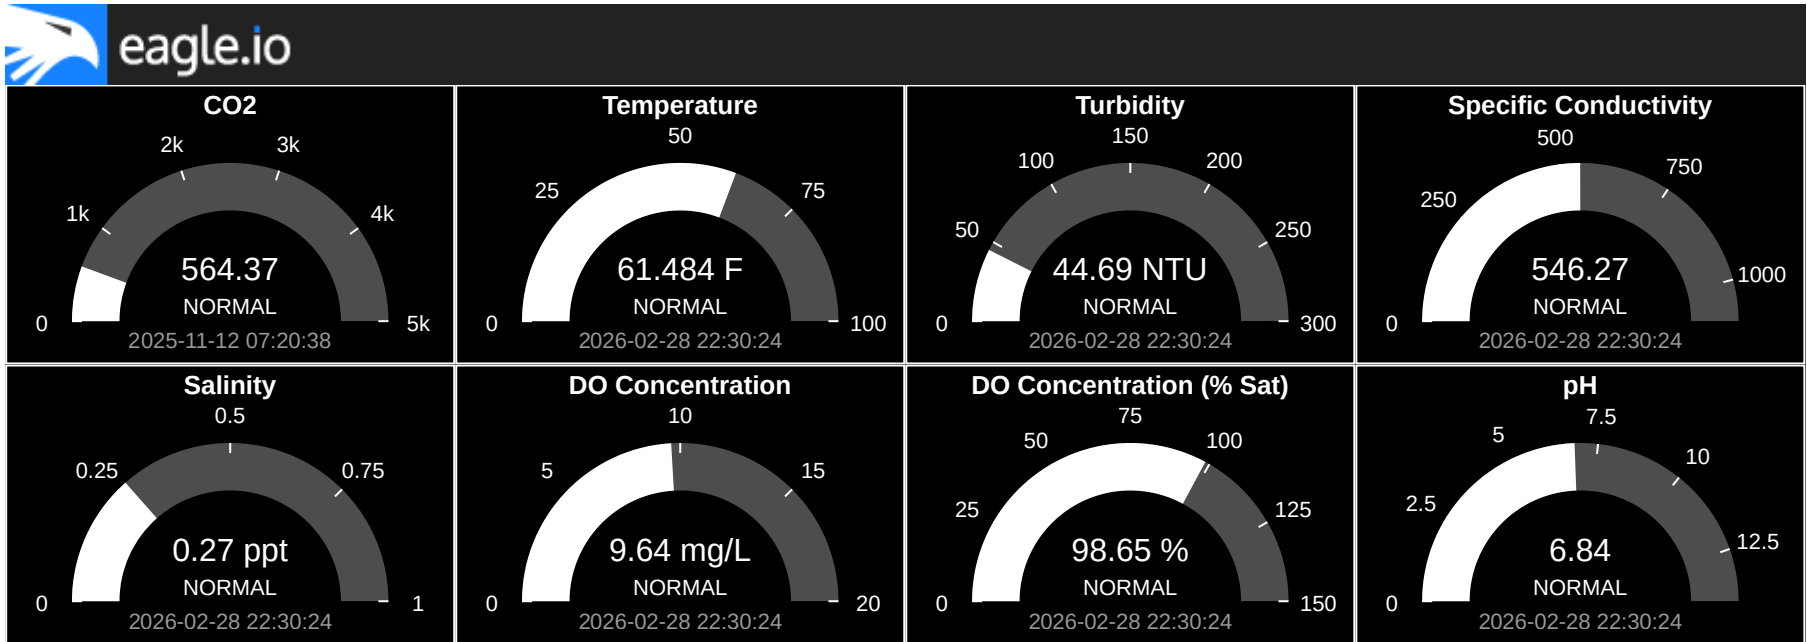 eagle.io
CO2
0
1k
2k
3k
4k
5k
564.37
NORMAL
2025-11-12 07:20:38
Temperature
0
25
50
75
100
61.484 F
NORMAL
2026-02-28 22:30:24
Turbidity
0
50
100
150
200
250
300
44.69 NTU
NORMAL
2026-02-28 22:30:24
Specific Conductivity
0
250
500
750
1000
546.27
NORMAL
2026-02-28 22:30:24
Salinity
0
0.25
0.5
0.75
1
0.27 ppt
NORMAL
2026-02-28 22:30:24
DO Concentration
0
5
10
15
20
9.64 mg/L
NORMAL
2026-02-28 22:30:24
DO Concentration (% Sat)
0
25
50
75
100
125
150
98.65 %
NORMAL
2026-02-28 22:30:24
pH
0
2.5
5
7.5
10
12.5
6.84
NORMAL
2026-02-28 22:30:24